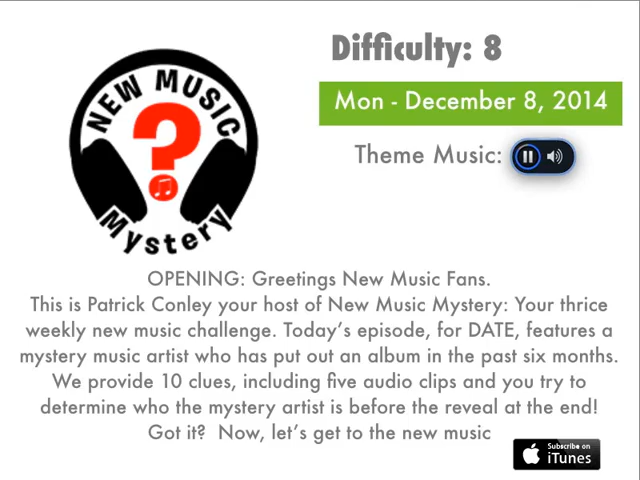 NEW MUSIC
?
Mystery
Difficulty: 8
Mon - December 8, 2014
Theme Music:
OPENING: Greetings New Music Fans.
This is Patrick Conley your host of New Music Mystery: Your thrice
weekly new music challenge. Today's episode, for DATE, features a
mystery music artist who has put out an album in the past six months.
We provide 10 clues, including five audio clips and you try to
determine who the mystery artist is before the reveal at the end!
Got it? Now, let's get to the new music
Subscribe on
iTunes